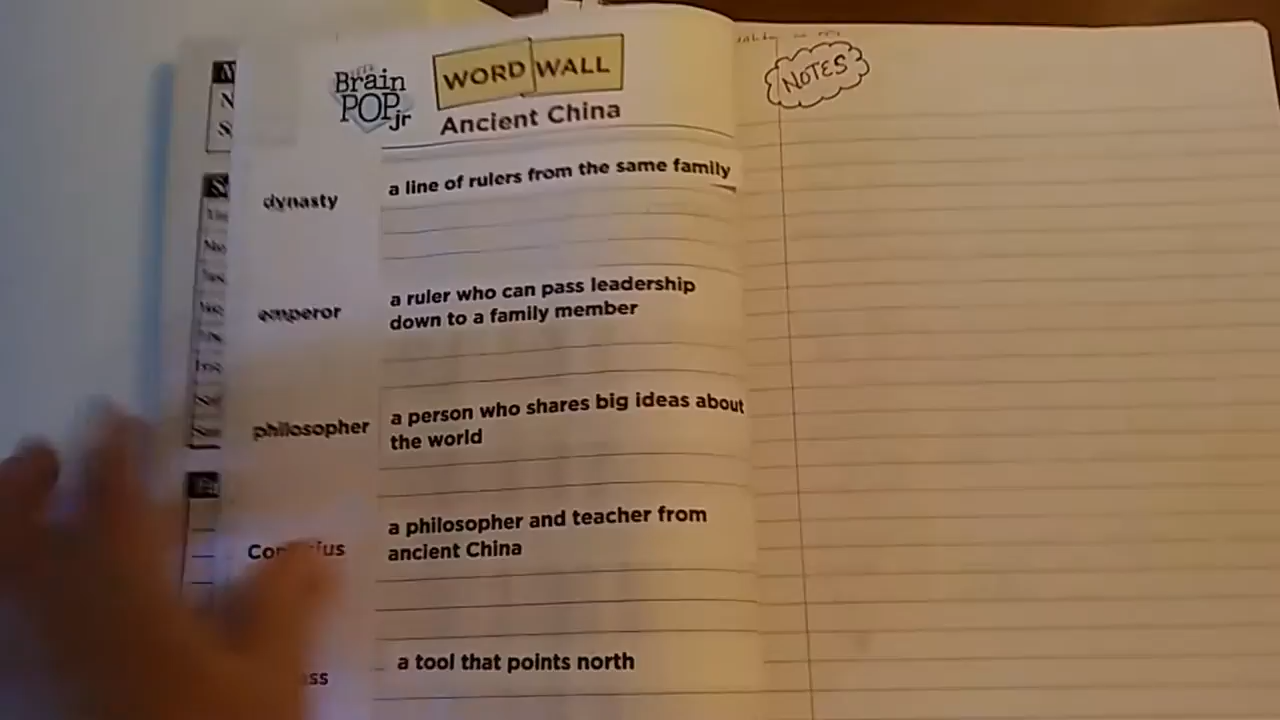 Brain
POP jr
WORD WALL
Ancient China
NOTES
dynasty
a line of rulers from the same family
emperor
a ruler who can pass leadership
down to a family member
philosopher
a person who shares big ideas about
the world
a philosopher and teacher from
ancient China
a tool that points north